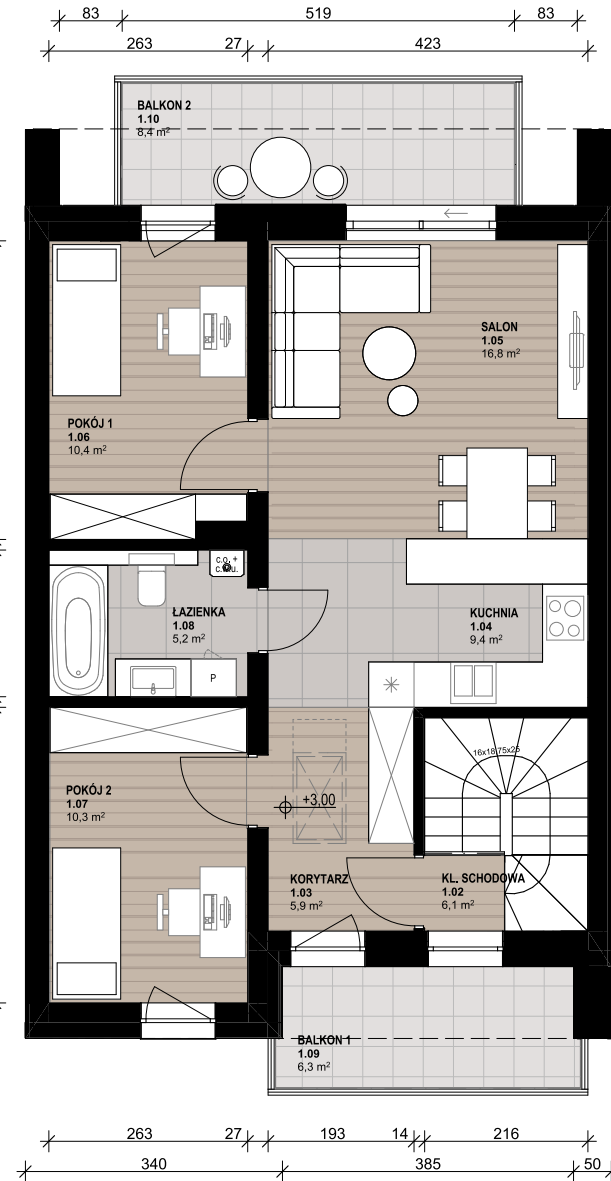 83 519 83
263 27 423
BALKON 2
1.10
8,4 m²
SALON
1.05
16,8 m²
POKÓJ 1
1.06
10,4 m²
c.o. +
c.w.u.
ŁAZIENKA
1.08
5,2 m²
KUCHNIA
1.04
9,4 m²
P
16x18,75x25
POKÓJ 2
1.07
10,3 m²
+3,00
KORYTARZ
1.03
5,9 m²
KL. SCHODOWA
1.02
6,1 m²
BALKON 1
1.09
6,3 m²
263 27 193 14 216
340 385 50